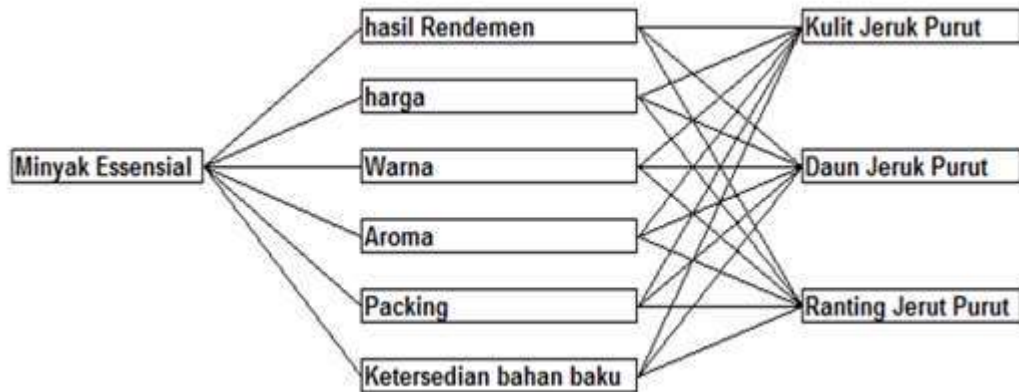 Minyak Essensial
hasil Rendemen
harga
Warna
Aroma
Packing
Ketersedian bahan baku
Kulit Jeruk Purut
Daun Jeruk Purut
Ranting Jerut Purut